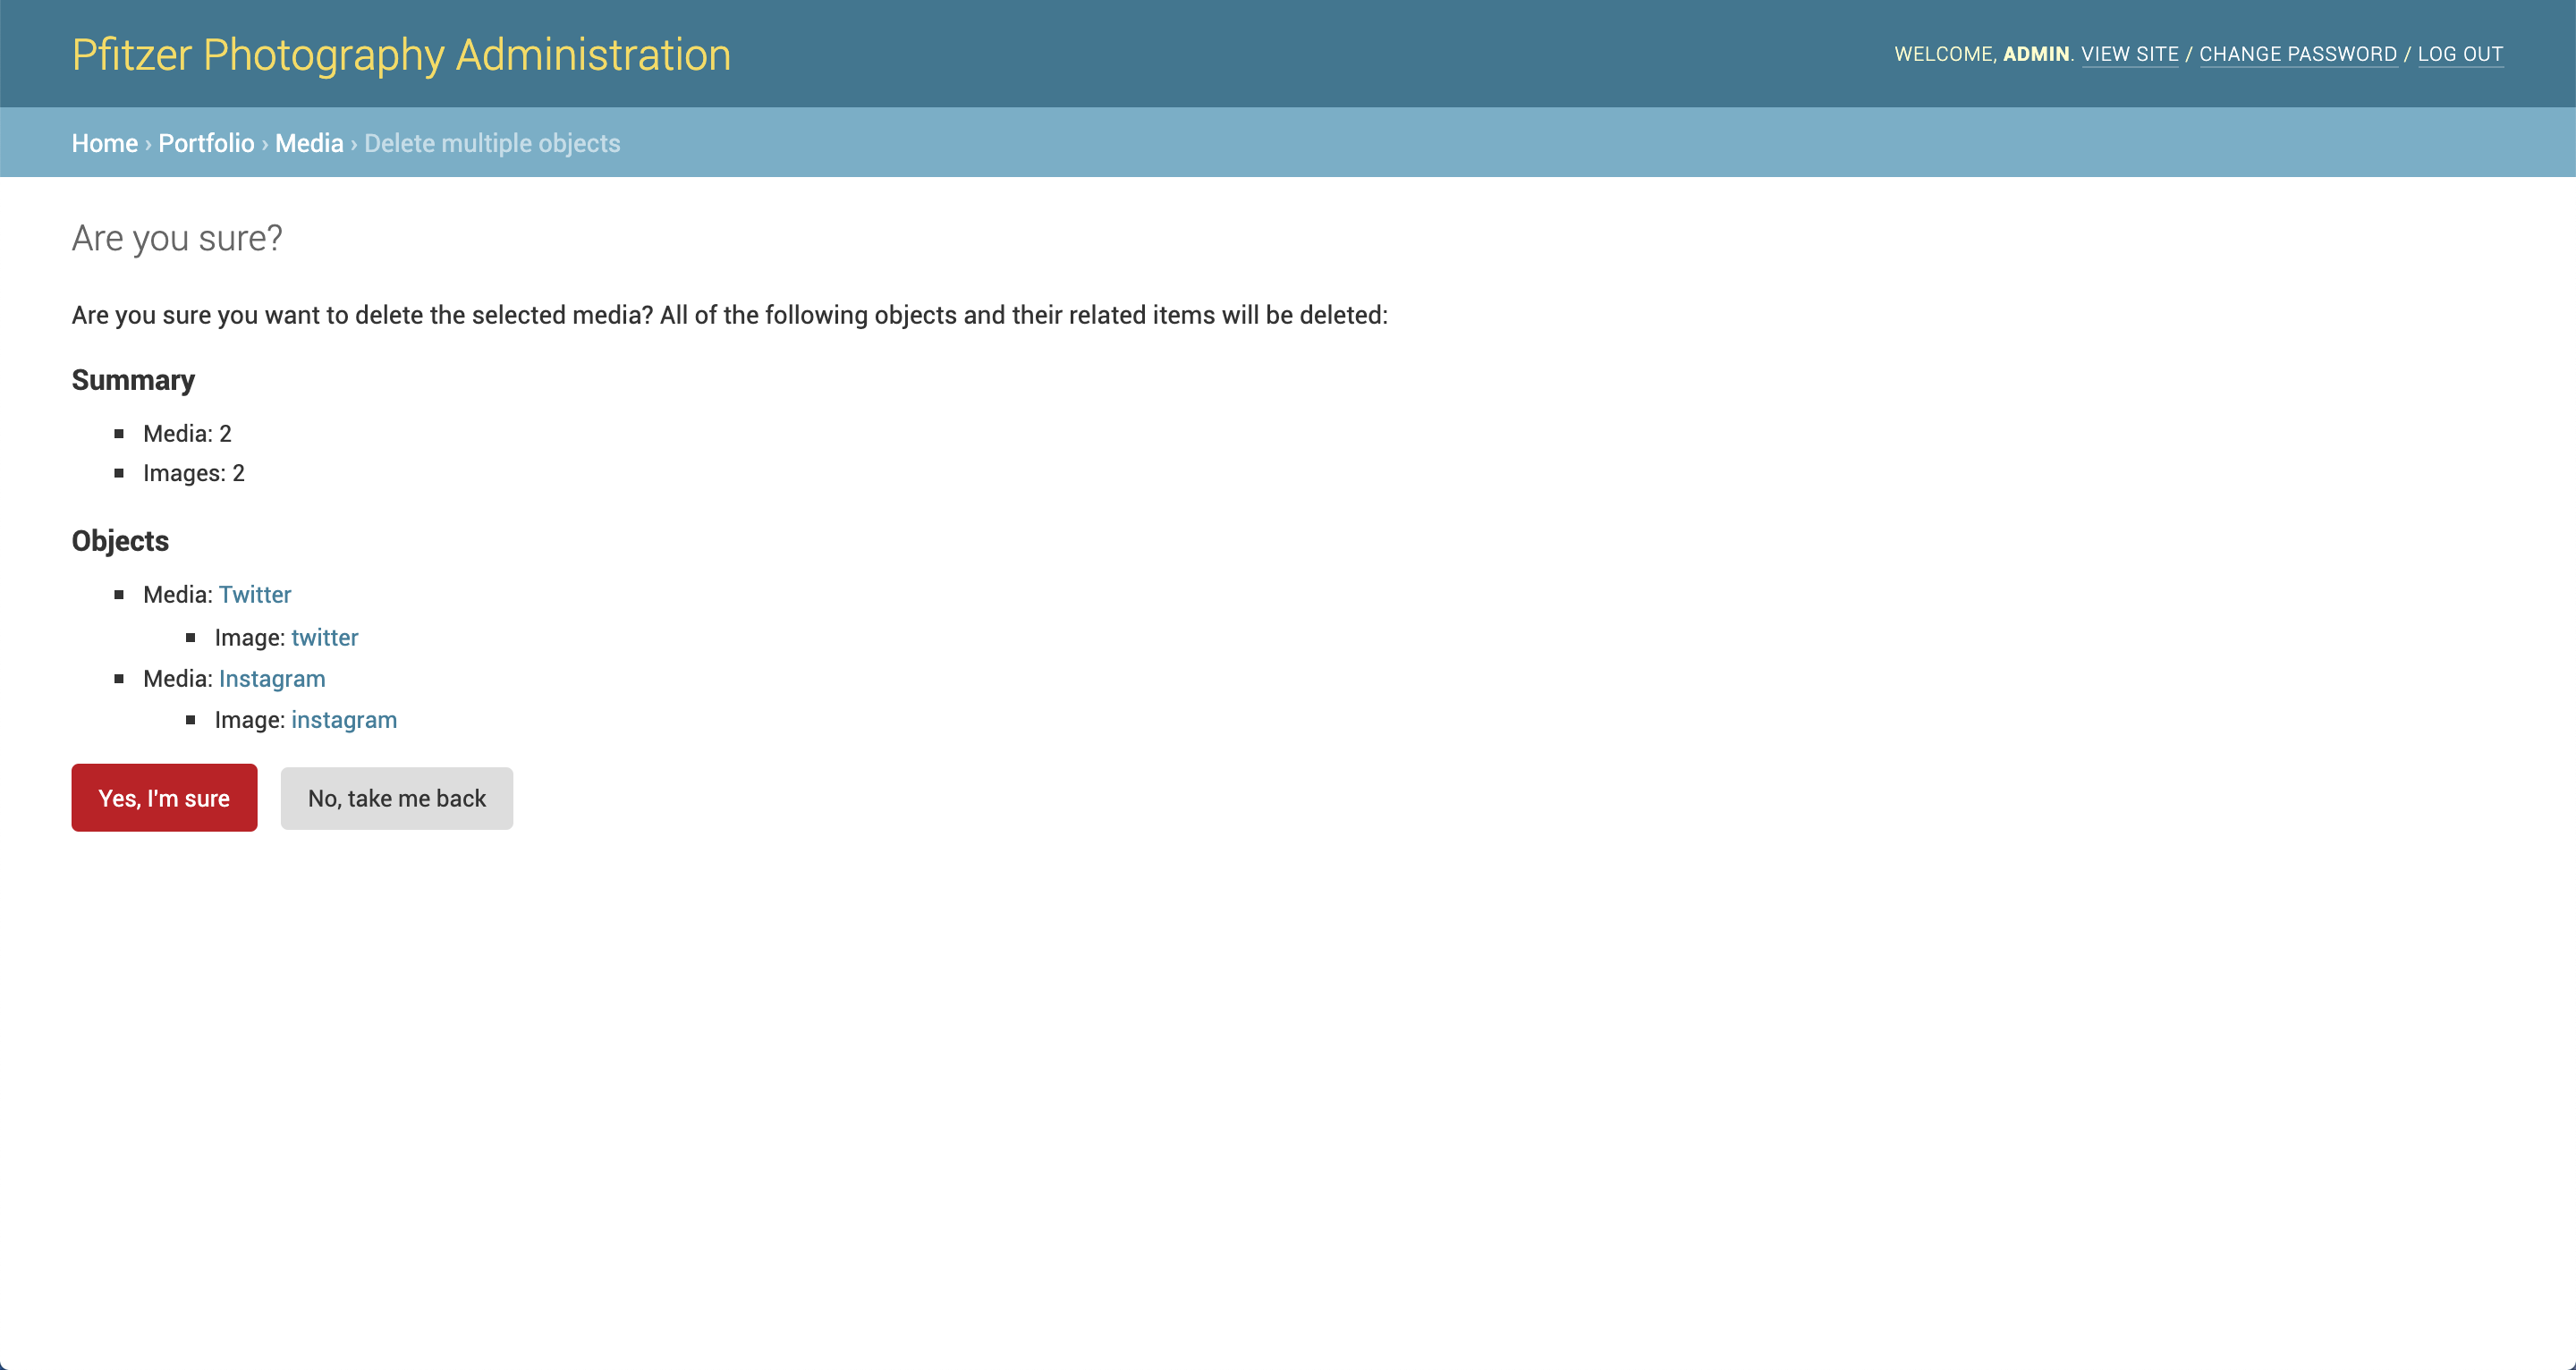 Pfitzer Photography Administration
WELCOME, ADMIN. VIEW SITE / CHANGE PASSWORD / LOG OUT
Home › Portfolio › Media › Delete multiple objects
Are you sure?
Are you sure you want to delete the selected media? All of the following objects and their related items will be deleted:
Summary
Media: 2
Images: 2
Objects
Media: Twitter
Image: twitter
Media: Instagram
Image: instagram
Yes, I'm sure
No, take me back